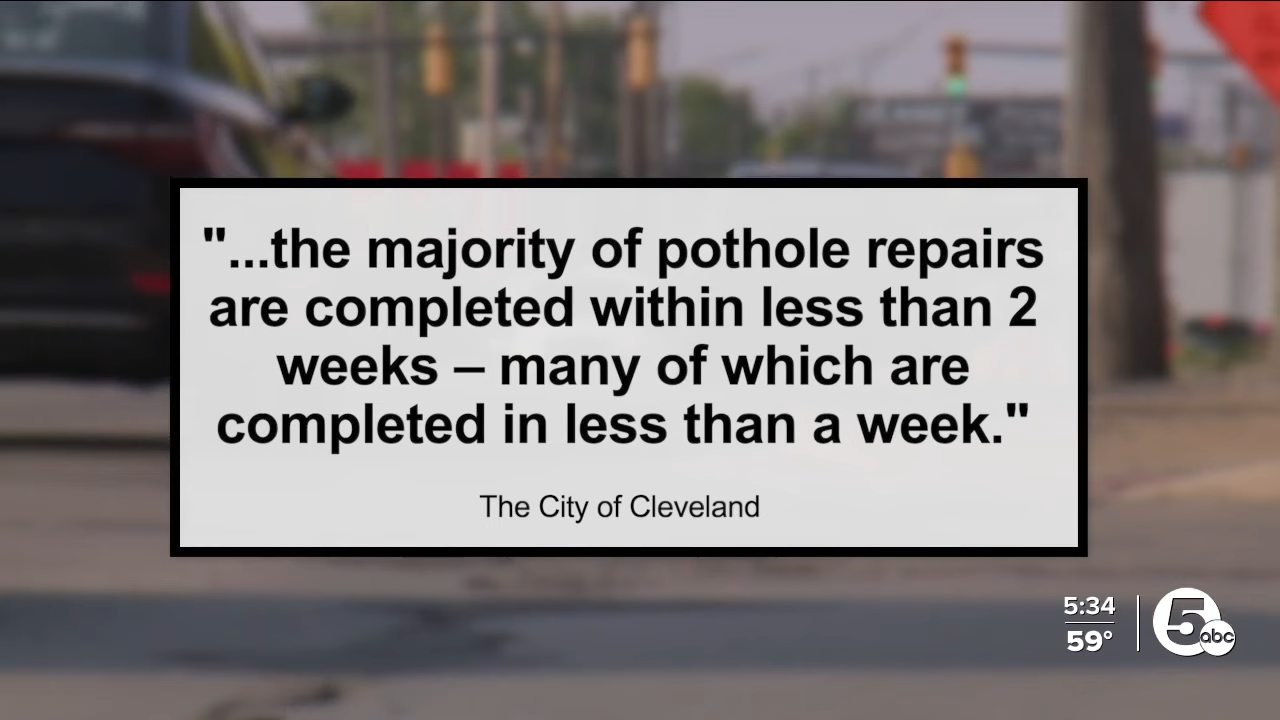 "...the majority of pothole repairs
are completed within less than 2
weeks – many of which are
completed in less than a week."
The City of Cleveland
5:34
59°
5
abc